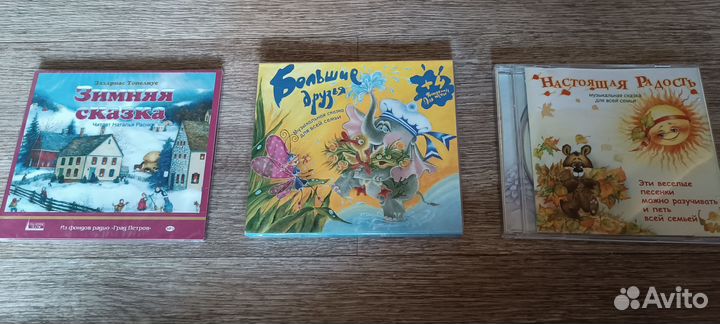 Захариас Топелиус
Зимняя
сказка
Читает Наталья
Из фондов радио «Град Петров»
Большие
друзья
Музыкальная сказка
для всей семьи
Настоящая Радость
музыкальная сказка
для всей семьи
Эти веселые
песенки
можно разучивать
и петь
всей семьей
Avito